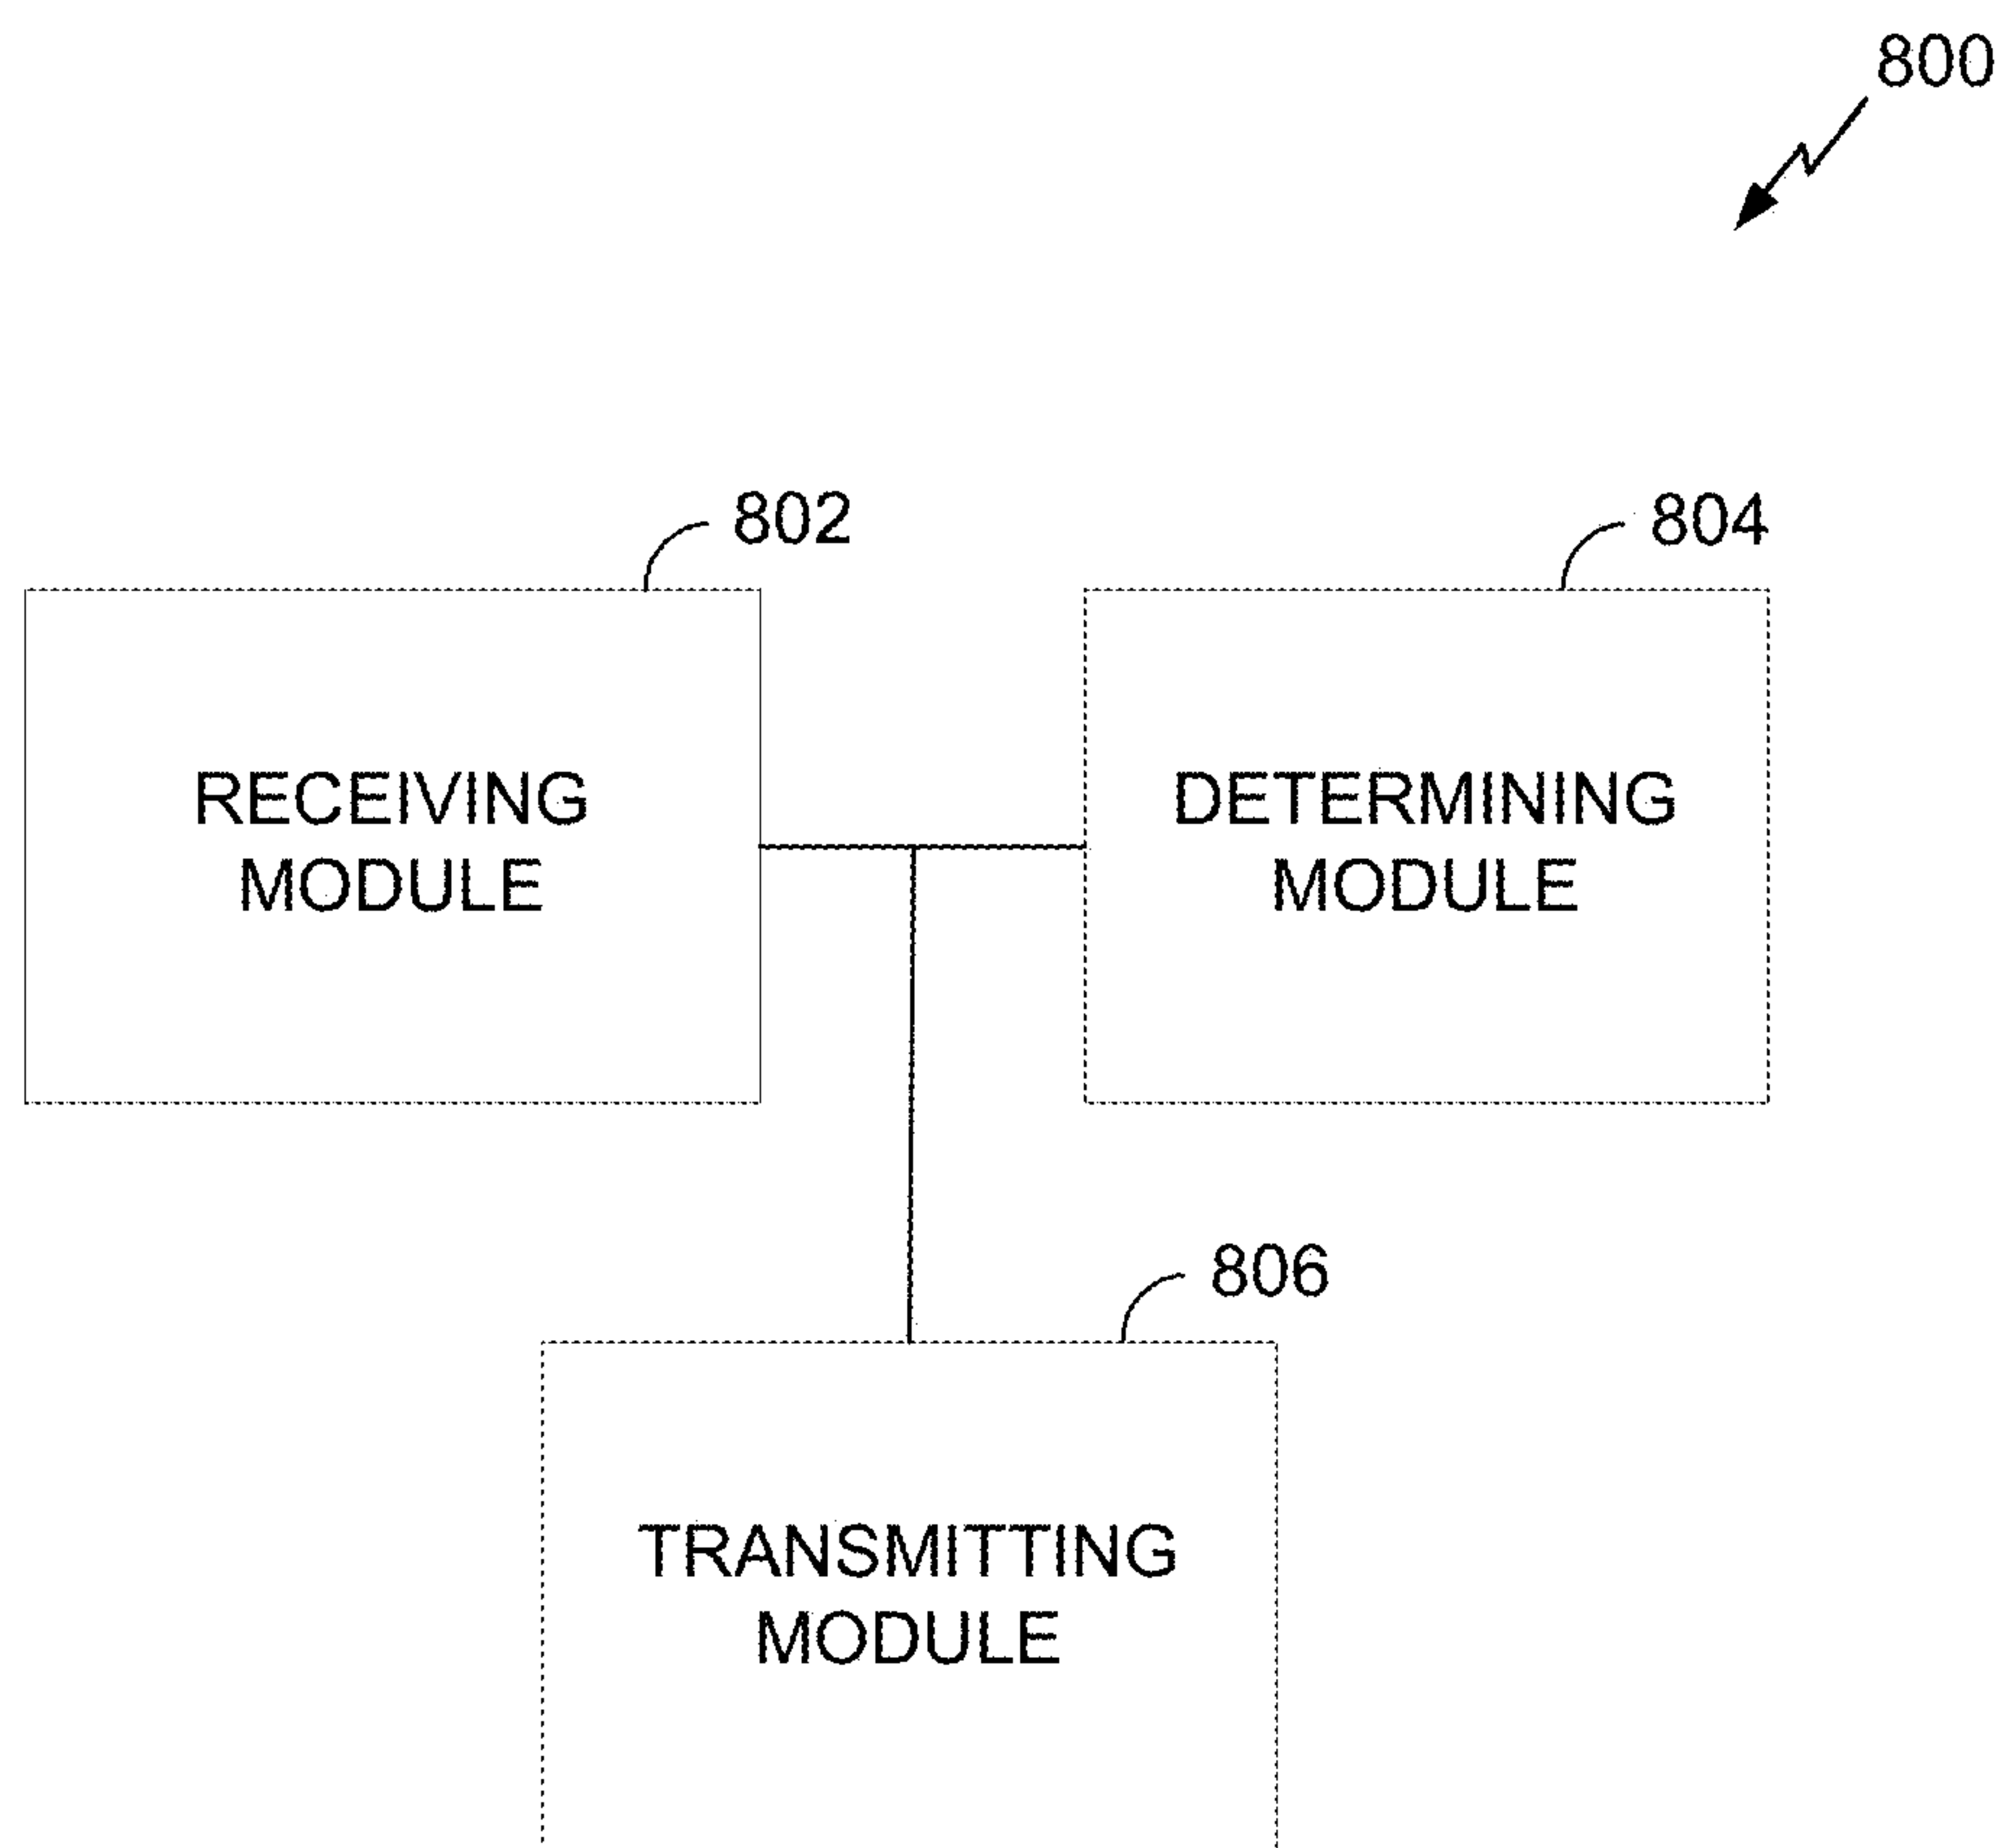 800
802
804
RECEIVING
MODULE
DETERMINING
MODULE
806
TRANSMITTING
MODULE